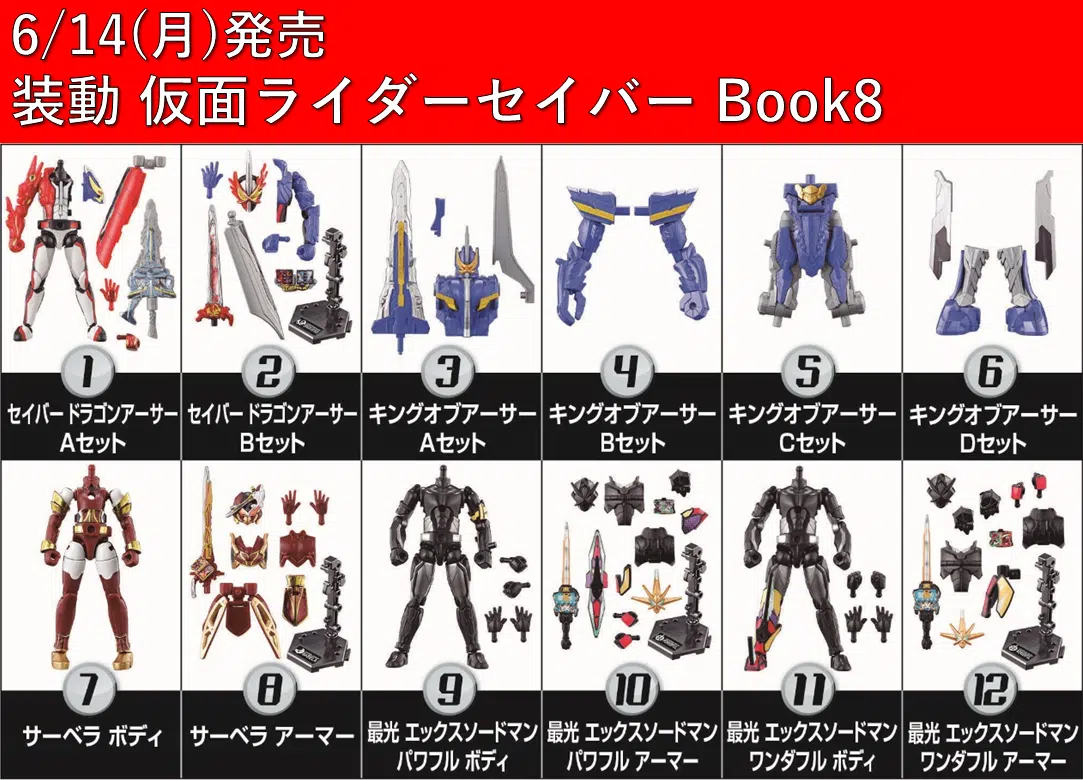 6/14(月)発売
装動 仮面ライダーセイバー Book8
1
セイバー ドラゴンアーサー
Aセット
2
セイバー ドラゴンアーサー
Bセット
3
キングオブアーサー
Aセット
4
キングオブアーサー
Bセット
5
キングオブアーサー
Cセット
6
キングオブアーサー
Dセット
7
サーベラ ボディ
8
サーベラ アーマー
9
最光 エックスソードマン
パワフル ボディ
10
最光 エックスソードマン
パワフル アーマー
11
最光 エックスソードマン
ワンダフル ボディ
12
最光 エックスソードマン
ワンダフル アーマー